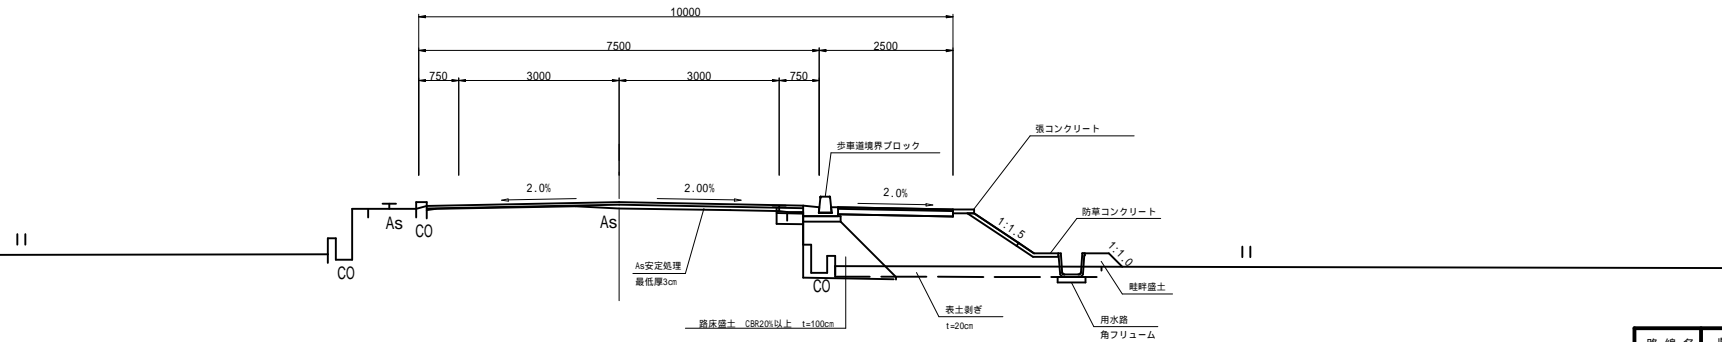 10000
7500
2500
750
3000
3000
750
張コンクリート
歩車道境界ブロック
2.0%
2.00%
2.0%
防草コンクリート
As
CO
As
1:1.5
1:1.0
CO
As安定処理
最低厚3cm
CO
畦畔盛土
表土剥ぎ
t=20cm
路床盛土 CBR20%以上 t=100cm
用水路
角フリューム
路線名